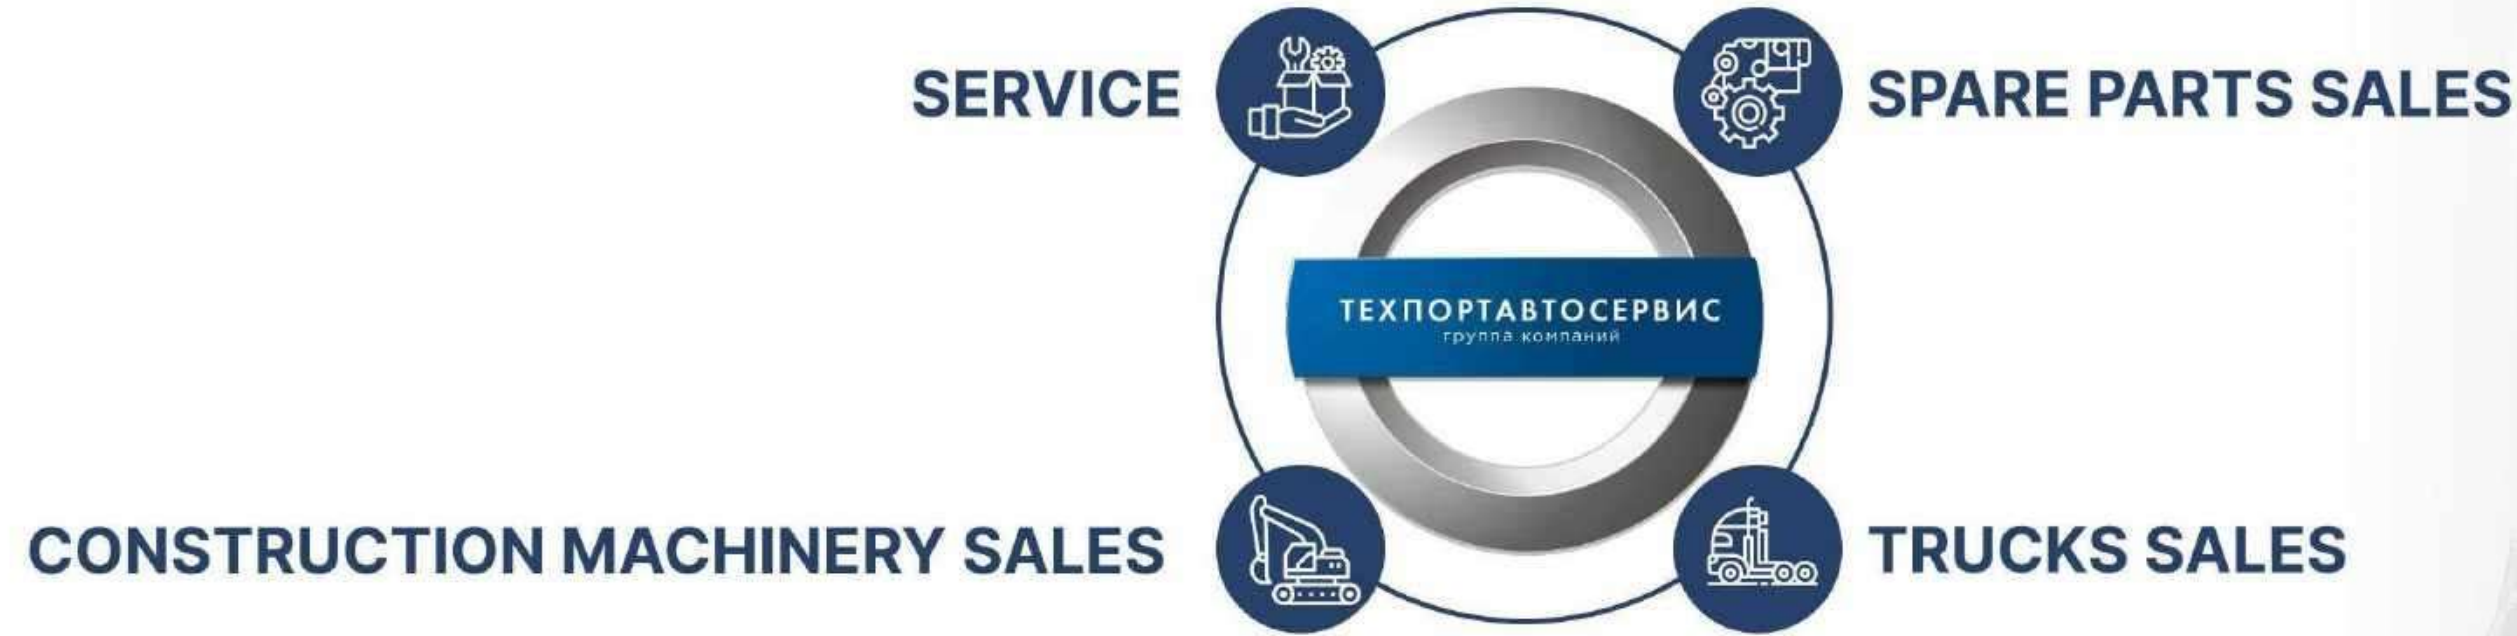 SERVICE
SPARE PARTS SALES
ТЕХПОРТАВТОСЕРВИС
группа компаний
CONSTRUCTION MACHINERY SALES
TRUCKS SALES